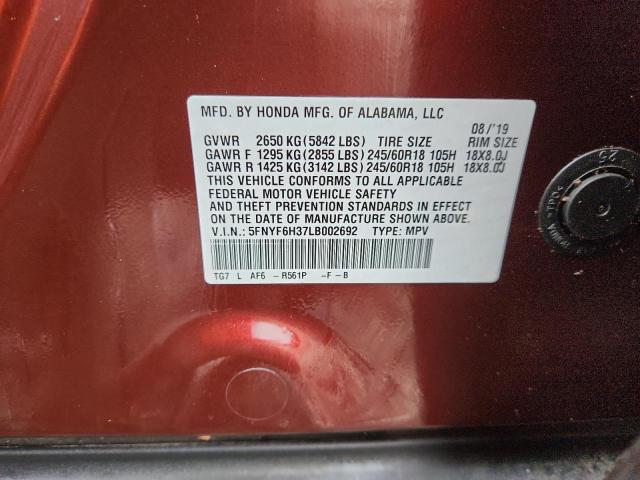 MFD. BY HONDA MFG. OF ALABAMA, LLC
08/'19
GVWR 2650 KG (5842 LBS) TIRE SIZE RIM SIZE
GAWR F 1295 KG (2855 LBS) 245/60R18 105H 18X8.0J
GAWR R 1425 KG (3142 LBS) 245/60R18 105H 18X8.0J
THIS VEHICLE CONFORMS TO ALL APPLICABLE
FEDERAL MOTOR VEHICLE SAFETY
AND THEFT PREVENTION STANDARDS IN EFFECT
ON THE DATE OF MANUFACTURE SHOWN ABOVE.
V.I.N.: 5FNYF6H37LB002692 TYPE: MPV
TG7 L AF6 - R561P -F - B
25